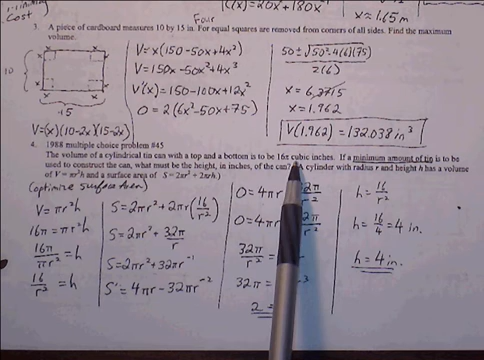 Cost
x ≈ 1.65 m
Four
3. A piece of cardboard measures 10 by 15 in. For equal squares are removed from corners of all sides. Find the maximum volume.
x
x
x
x
10
15
V=(x)(10-2x)(15-2x)
V = x(150-50x+4x²)
V = 150x-50x²+4x³
V'(x) = 150-100x+12x²
0 = 2(6x²-50x+75)
50 ± √50²-4(6)(75)
2(6)
x = 6.3715
x = 1.962
V(1.962) = 132.038 in³
4. 1988 multiple choice problem #45
The volume of a cylindrical tin can with a top and a bottom is to be 16π cubic inches. If a minimum amount of tin is to be
used to construct the can, what must be the height, in inches, of the can? A cylinder with radius r and height h has a volume
of V = πr²h and a surface area of S = 2πr² + 2πrh.)
(optimize surface area)
V = πr²h
16π = πr²h
16π/πr² = h
16/r² = h
S = 2πr² + 2πr(16/r²)
S = 2πr² + 32π/r
S = 2πr² + 32πr⁻¹
S' = 4πr - 32πr⁻²
0 = 4πr
0 = 4πr
32π/r² =
32π =
2 =
h = 16/r²
h = 16/4 = 4 in.
h = 4 in.